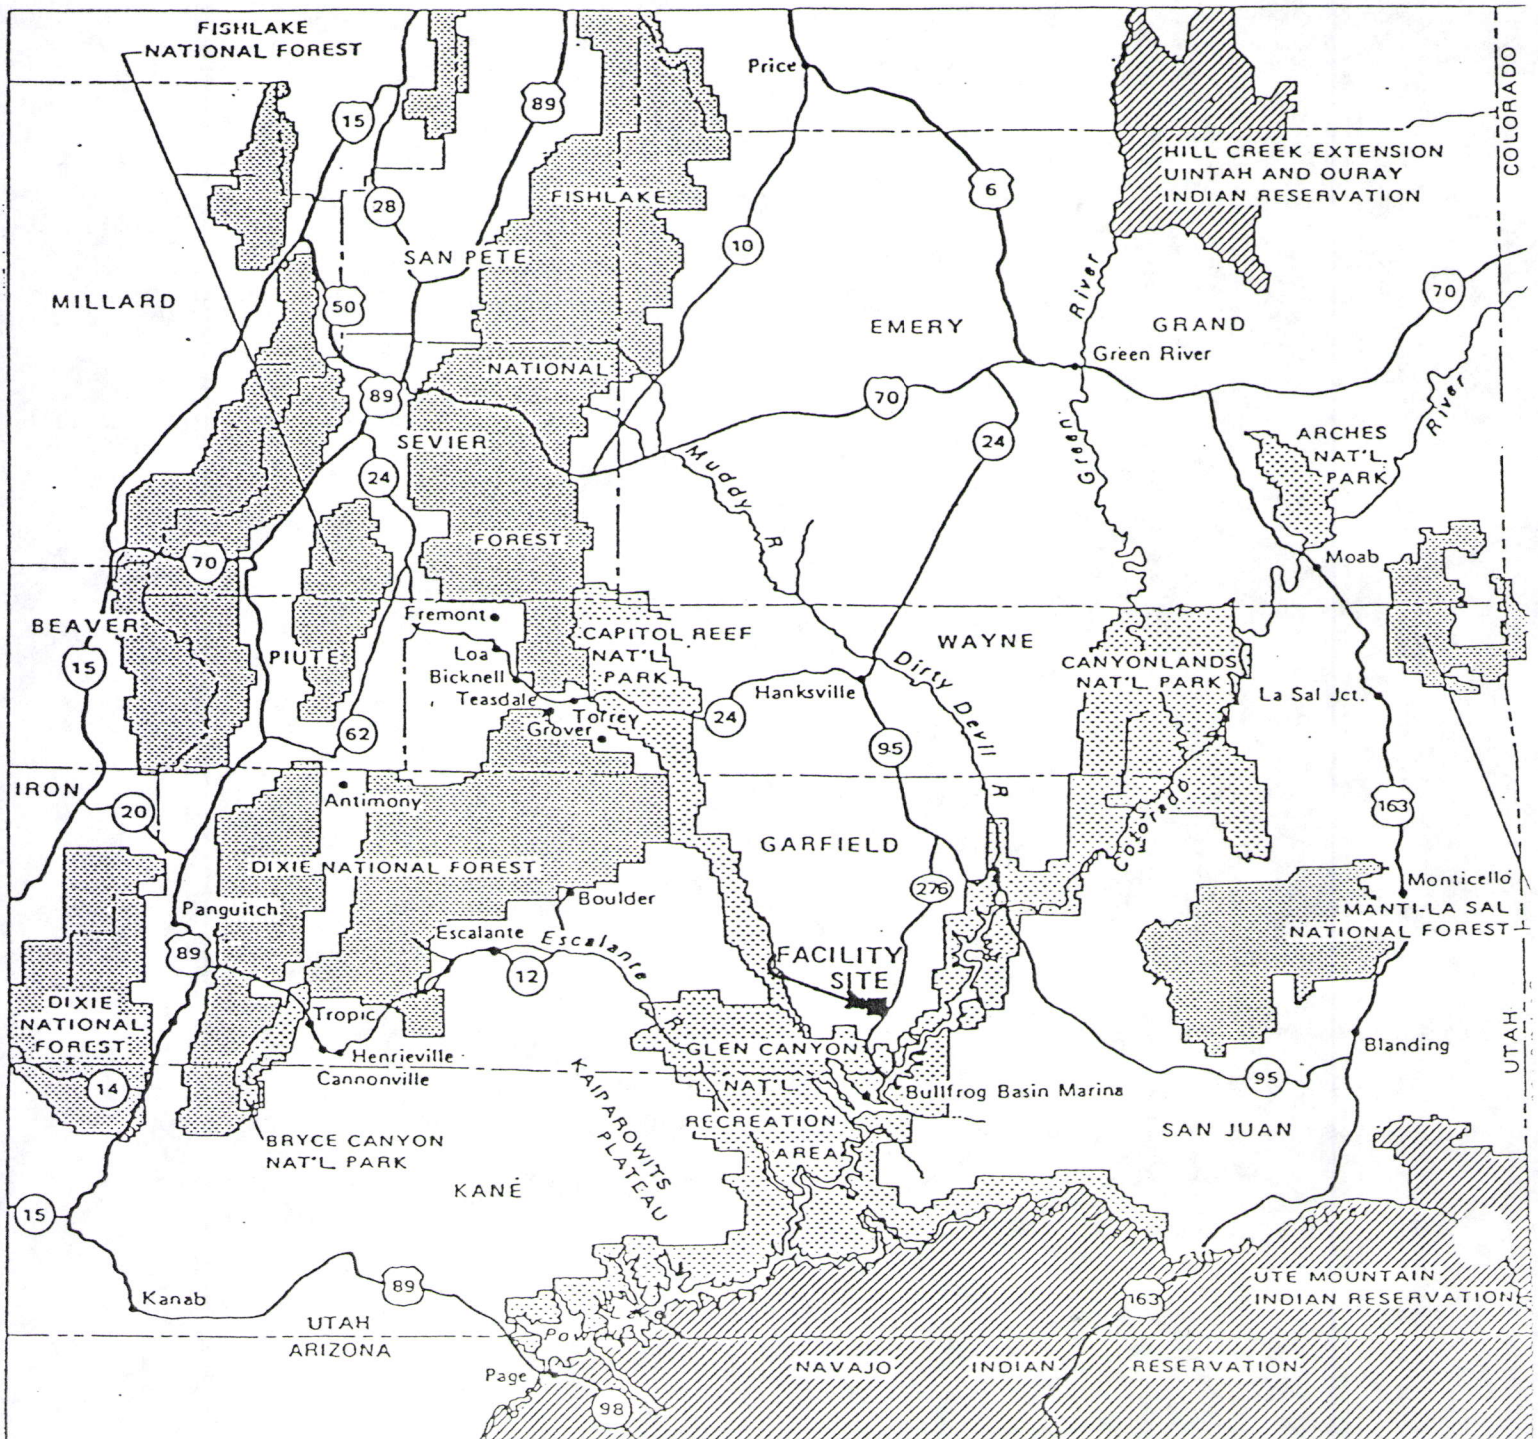 FISHLAKE
NATIONAL FOREST
Price
COLORADO
15
89
HILL CREEK EXTENSION
UINTAH AND OURAY
INDIAN RESERVATION
6
28
FISHLAKE
10
SAN PETE
River
MILLARD
50
EMERY
GRAND
70
Green River
NATIONAL
89
70
River
SEVIER
24
24
Green
ARCHES
NAT'L
PARK
Muddy R
FOREST
70
Moab
Fremont
BEAVER
CAPITOL REEF
NAT'L
PARK
WAYNE
15
PIUTE
Loa
Bicknell
Teasdale
Torrey
Grover
Hanksville
Dirty Devil R
CANYONLANDS
NAT'L PARK
La Sal Jct.
62
24
95
IRON
20
Antimony
Colorado
163
GARFIELD
DIXIE NATIONAL FOREST
276
Boulder
Monticello
MANTI-LA SAL
NATIONAL FOREST
Panguitch
Escalante
Escalante R
89
12
FACILITY
SITE
DIXIE
NATIONAL
FOREST
Tropic
Henrieville
Cannonville
GLEN CANYON
NAT'L
RECREATION
AREA
Blanding
UTAH
14
KAIPAROWITS
PLATEAU
Bullfrog Basin Marina
95
BRYCE CANYON
NAT'L PARK
SAN JUAN
KANE
15
Kanab
89
163
UTE MOUNTAIN
INDIAN RESERVATION
UTAH
ARIZONA
Page
98
NAVAJO INDIAN RESERVATION